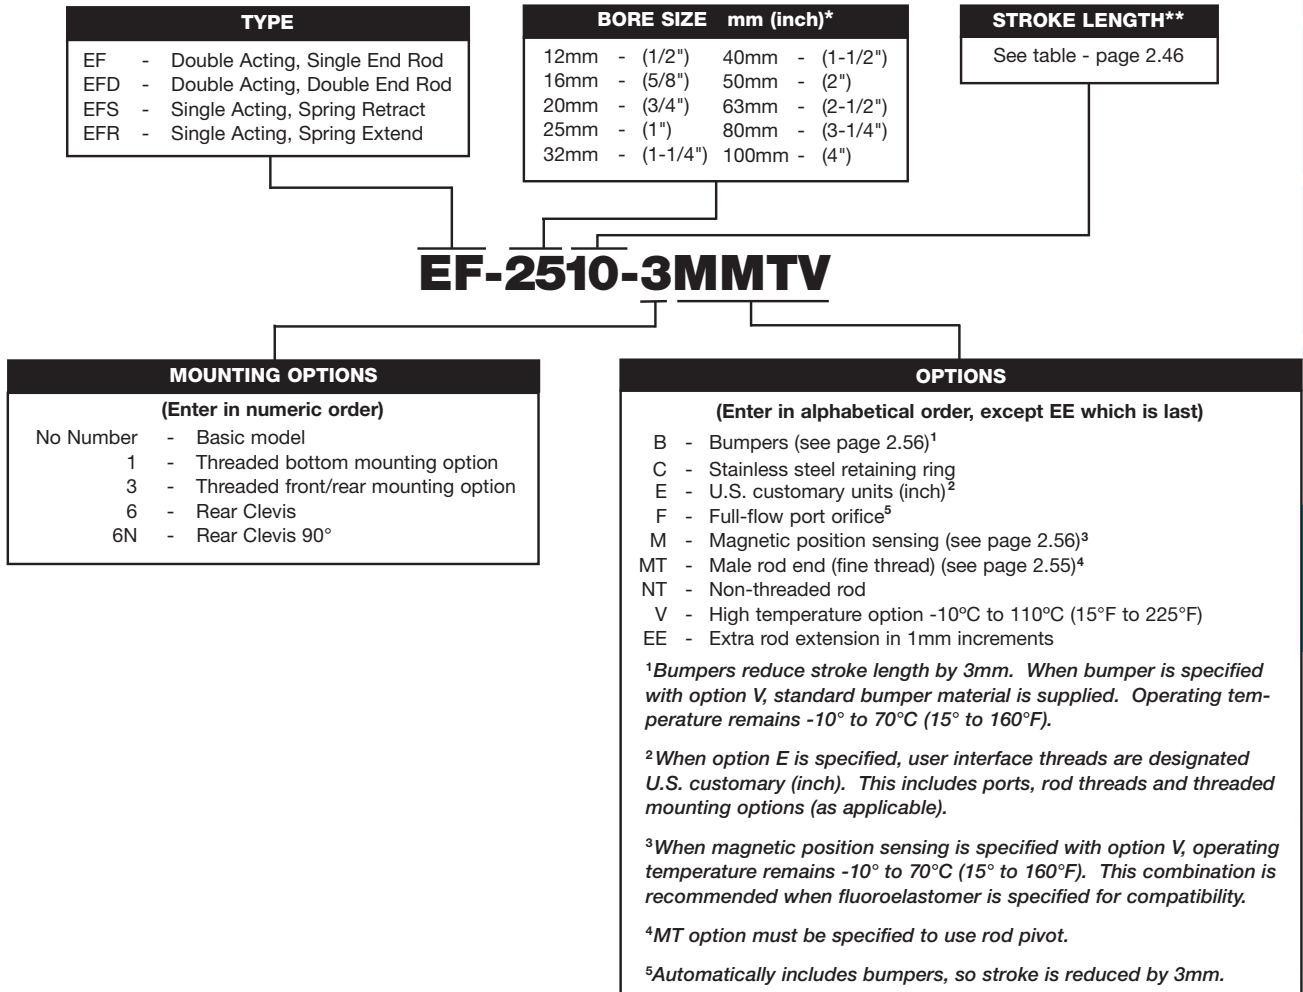 TYPE
EF - Double Acting, Single End Rod
EFD - Double Acting, Double End Rod
EFS - Single Acting, Spring Retract
EFR - Single Acting, Spring Extend
BORE SIZE mm (inch)*
12mm - (1/2") 40mm - (1-1/2")
16mm - (5/8") 50mm - (2")
20mm - (3/4") 63mm - (2-1/2")
25mm - (1") 80mm - (3-1/4")
32mm - (1-1/4") 100mm - (4")
STROKE LENGTH**
See table - page 2.46
EF-2510-3MMTV
MOUNTING OPTIONS
(Enter in numeric order)
No Number - Basic model
1 - Threaded bottom mounting option
3 - Threaded front/rear mounting option
6 - Rear Clevis
6N - Rear Clevis 90°
OPTIONS
(Enter in alphabetical order, except EE which is last)
B - Bumpers (see page 2.56)¹
C - Stainless steel retaining ring
E - U.S. customary units (inch)²
F - Full-flow port orifice⁵
M - Magnetic position sensing (see page 2.56)³
MT - Male rod end (fine thread) (see page 2.55)⁴
NT - Non-threaded rod
V - High temperature option -10ºC to 110ºC (15°F to 225°F)
EE - Extra rod extension in 1mm increments
¹Bumpers reduce stroke length by 3mm. When bumper is specified
with option V, standard bumper material is supplied. Operating tem-
perature remains -10° to 70°C (15° to 160°F).
²When option E is specified, user interface threads are designated
U.S. customary (inch). This includes ports, rod threads and threaded
mounting options (as applicable).
³When magnetic position sensing is specified with option V, operating
temperature remains -10° to 70°C (15° to 160°F). This combination is
recommended when fluoroelastomer is specified for compatibility.
⁴MT option must be specified to use rod pivot.
⁵Automatically includes bumpers, so stroke is reduced by 3mm.